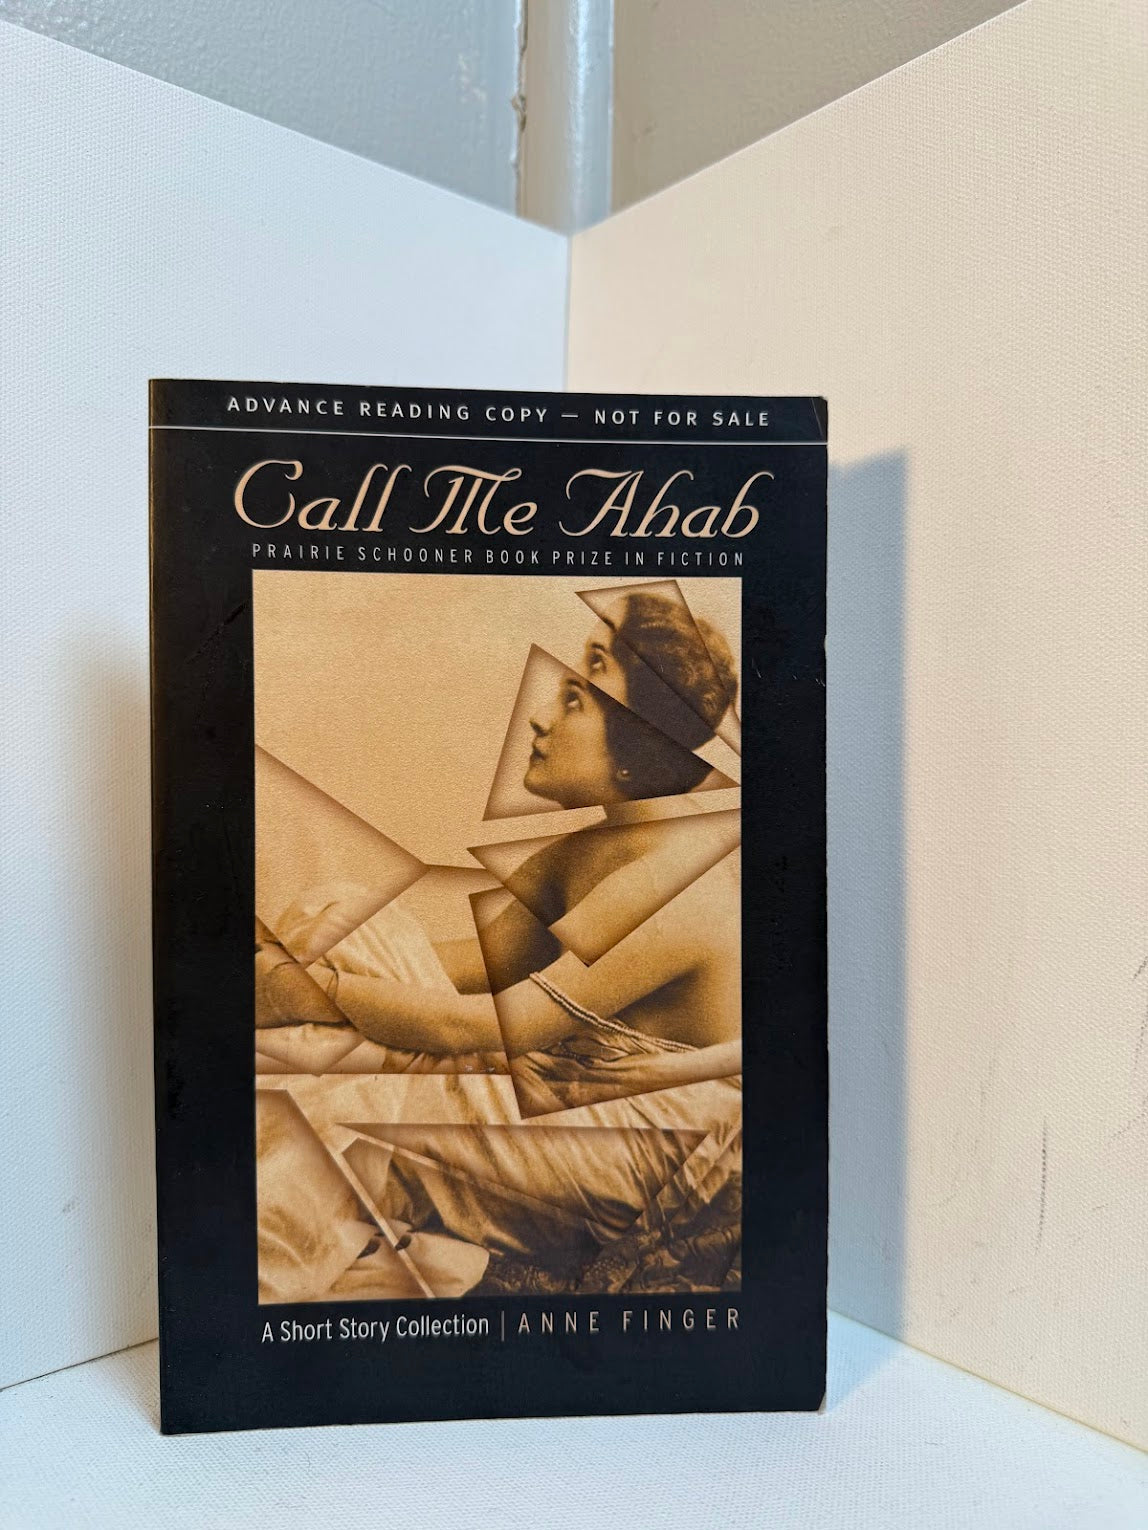 ADVANCE READING COPY — NOT FOR SALE
Call Me Ahab
PRAIRIE SCHOONER BOOK PRIZE IN FICTION
A Short Story Collection | ANNE FINGER